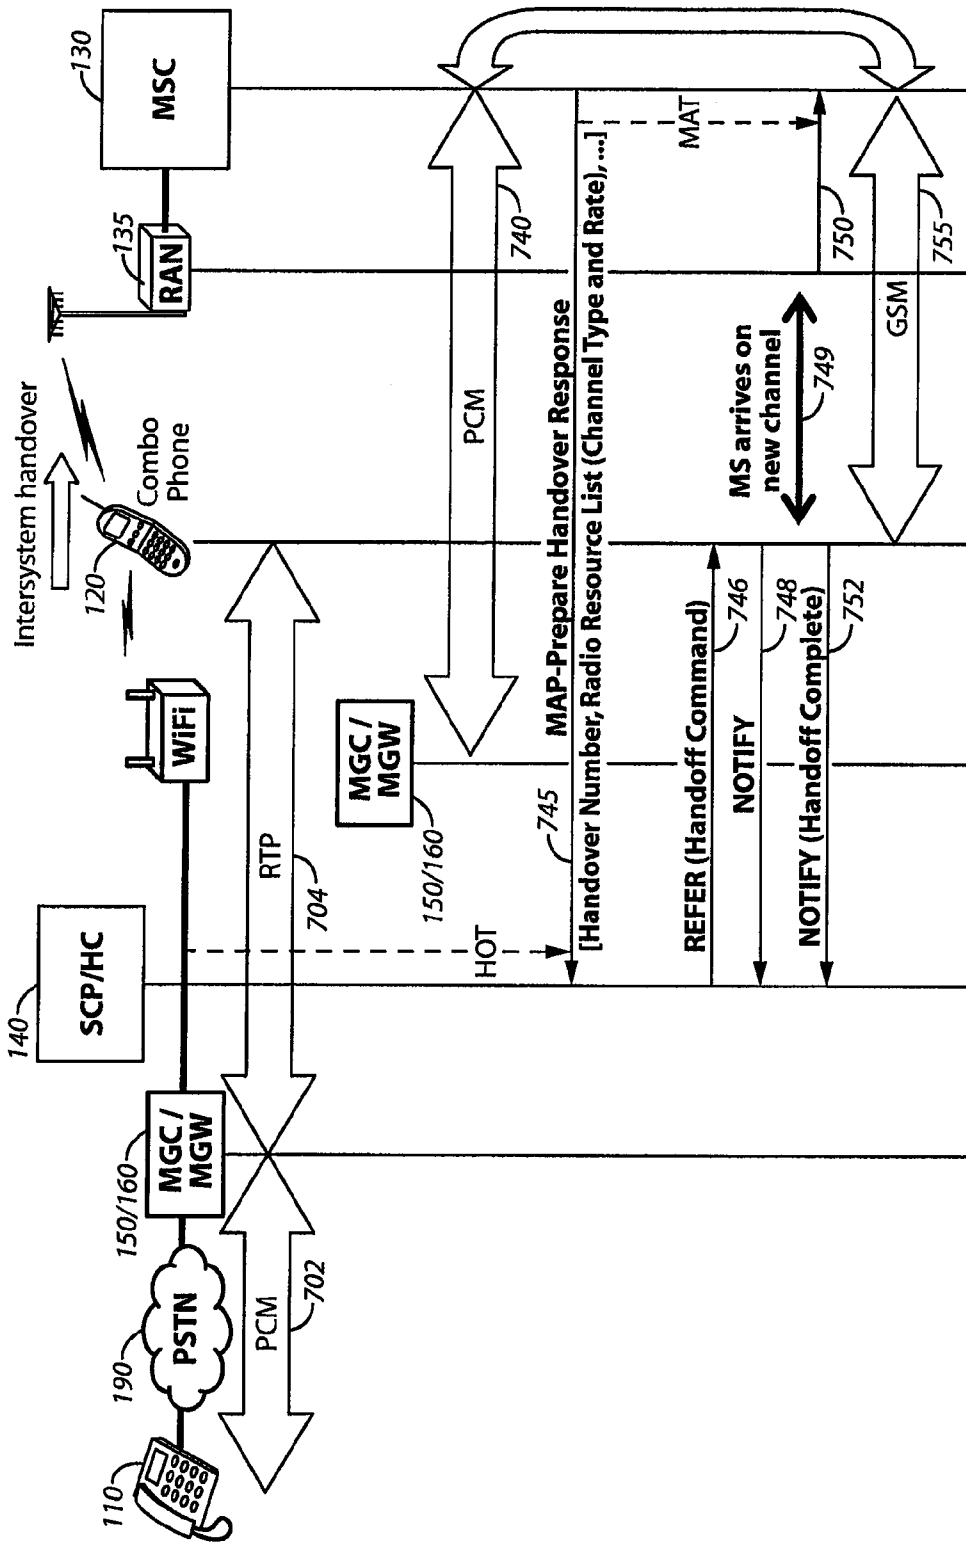 Intersystem handover
130
MSC
135
RAN
120
Combo
Phone
WiFi
140
SCP/HC
150/160
MGC /
MGW
190
PSTN
110
PCM
702
RTP
704
MGC /
MGW
150/160
PCM
740
HOT
745
MAP-Prepare Handover Response
[Handover Number, Radio Resource List (Channel Type and Rate), ...]
MAT
REFER (Handoff Command)
746
NOTIFY
748
MS arrives on
new channel
749
750
NOTIFY (Handoff Complete)
752
GSM
755